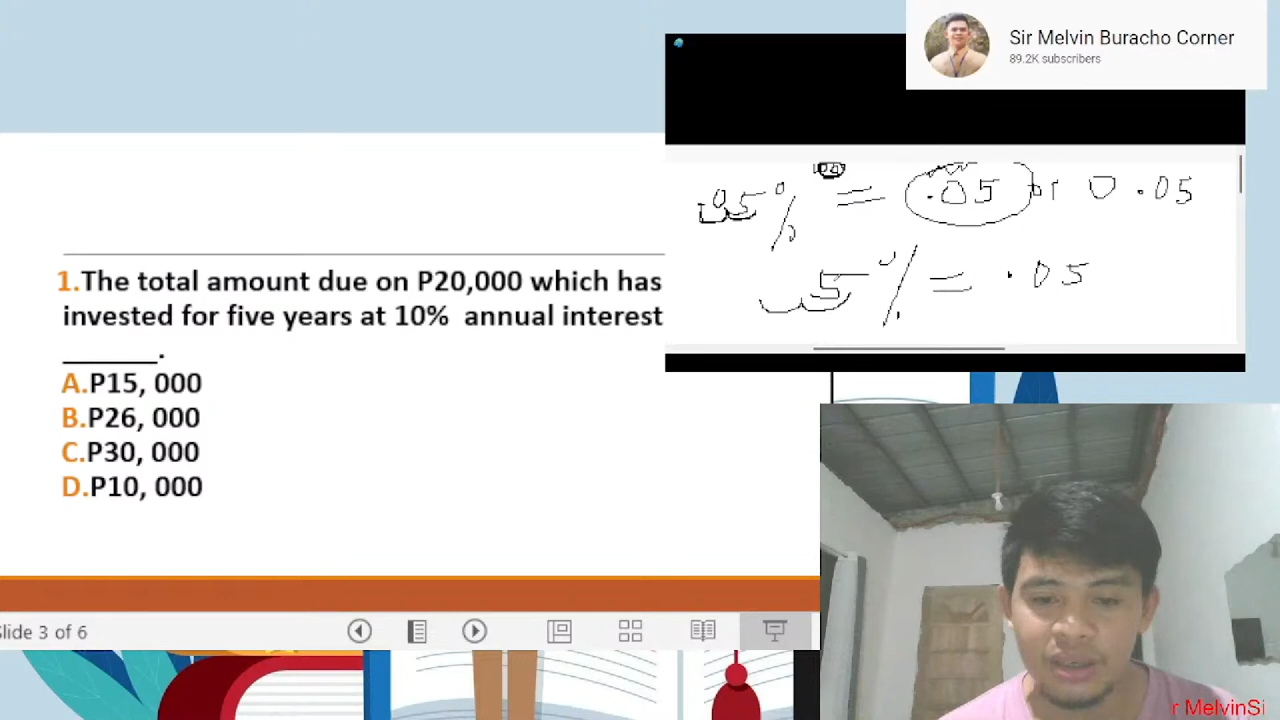 Sir Melvin Buracho Corner
89.2K subscribers
05% = .05 or 0.05
5% = .05
1.The total amount due on P20,000 which has
invested for five years at 10% annual interest
______.
A.P15, 000
B.P26, 000
C.P30, 000
D.P10, 000
Slide 3 of 6
r MelvinSi